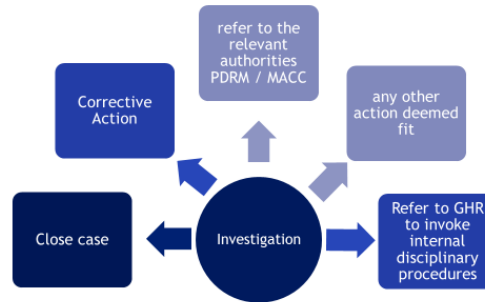 refer to the
relevant
authorities
PDRM / MACC
Corrective
Action
any other
action deemed
fit
Close case
Investigation
Refer to GHR
to invoke
internal
disciplinary
procedures